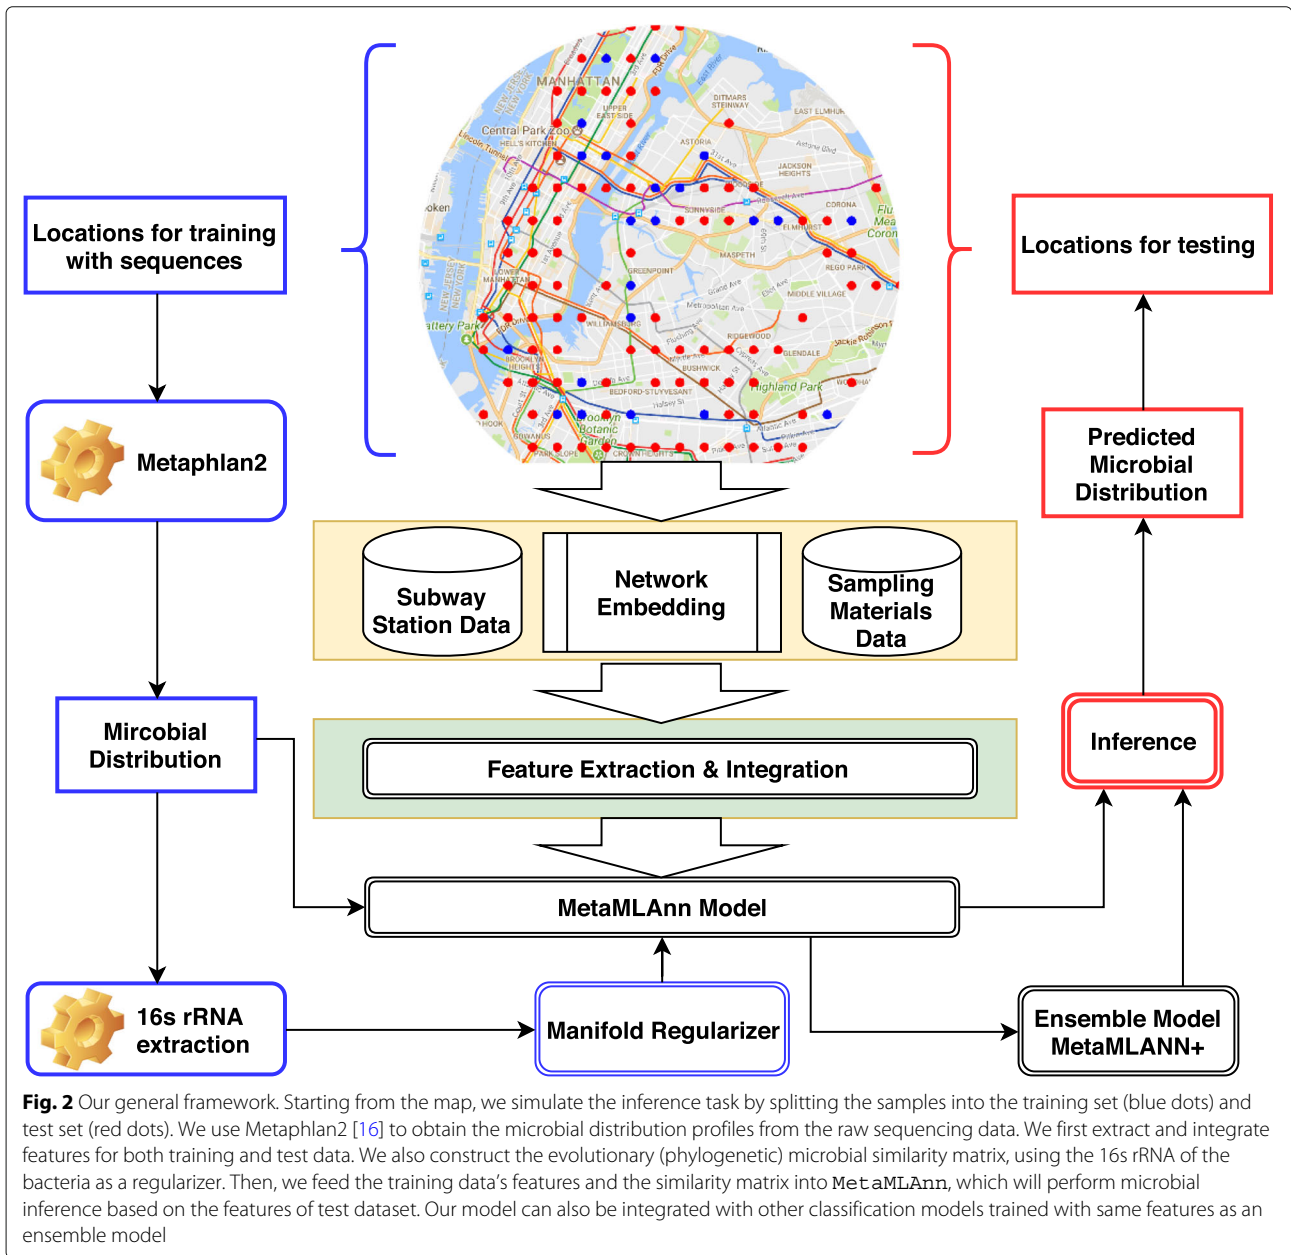 MANHATTAN
UPPER
EAST SIDE
Central Park Zoo
HELL'S KITCHEN
Lincoln Tunnel
DITMARS
STEINWAY
EAST ELMHURST
ASTORIA
JACKSON
HEIGHTS
SUNNYSIDE
CORONA
ELMHURST
MASPETH
REGO PARK
GREENPOINT
MIDDLE VILLAGE
LOWER
MANHATTAN
WILLIAMSBURG
RIDGEWOOD
GLENDALE
BUSHWICK
BROOKLYN
HEIGHTS
Highland Park
BEDFORD-STUYVESANT
Brooklyn
Botanic
Garden
GOWANUS
PARK SLOPE
CROWN HEIGHTS
Locations for training
with sequences
Locations for testing
Metaphlan2
Predicted
Microbial
Distribution
Subway
Station Data
Network
Embedding
Sampling
Materials
Data
Mircobial
Distribution
Feature Extraction & Integration
Inference
MetaMLAnn Model
16s rRNA
extraction
Manifold Regularizer
Ensemble Model
MetaMLANN+
Fig. 2 Our general framework. Starting from the map, we simulate the inference task by splitting the samples into the training set (blue dots) and
test set (red dots). We use Metaphlan2 [16] to obtain the microbial distribution profiles from the raw sequencing data. We first extract and integrate
features for both training and test data. We also construct the evolutionary (phylogenetic) microbial similarity matrix, using the 16s rRNA of the
bacteria as a regularizer. Then, we feed the training data's features and the similarity matrix into MetaMLAnn, which will perform microbial
inference based on the features of test dataset. Our model can also be integrated with other classification models trained with same features as an
ensemble model